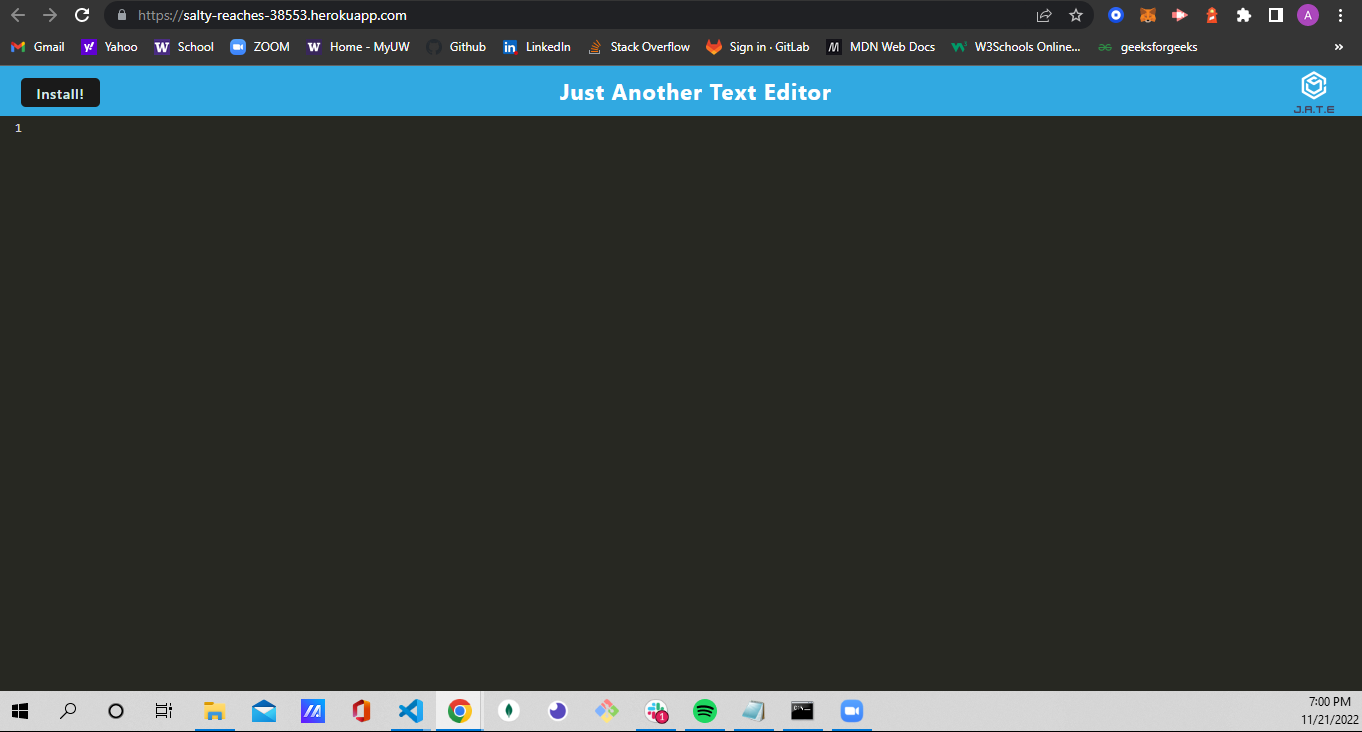 https://salty-reaches-38553.herokuapp.com
A
Gmail Yahoo School ZOOM Home - MyUW Github LinkedIn Stack Overflow Sign in · GitLab MDN Web Docs W3Schools Online... geeksforgeeks »
Install! Just Another Text Editor
J.A.T.E
1
1
7:00 PM
11/21/2022